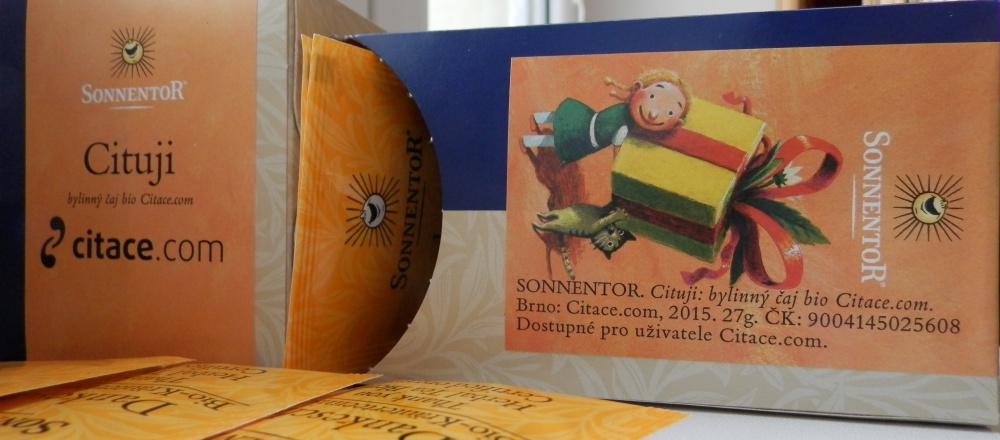 SONNENTOR®
Cituji
bylinný čaj bio Citace.com
citace.com
SONNENTOR®
SONNENTOR®
SONNENTOR. Cituji: bylinný čaj bio Citace.com.
Brno: Citace.com, 2015. 27g. ČK: 9004145025608
Dostupné pro uživatele Citace.com.